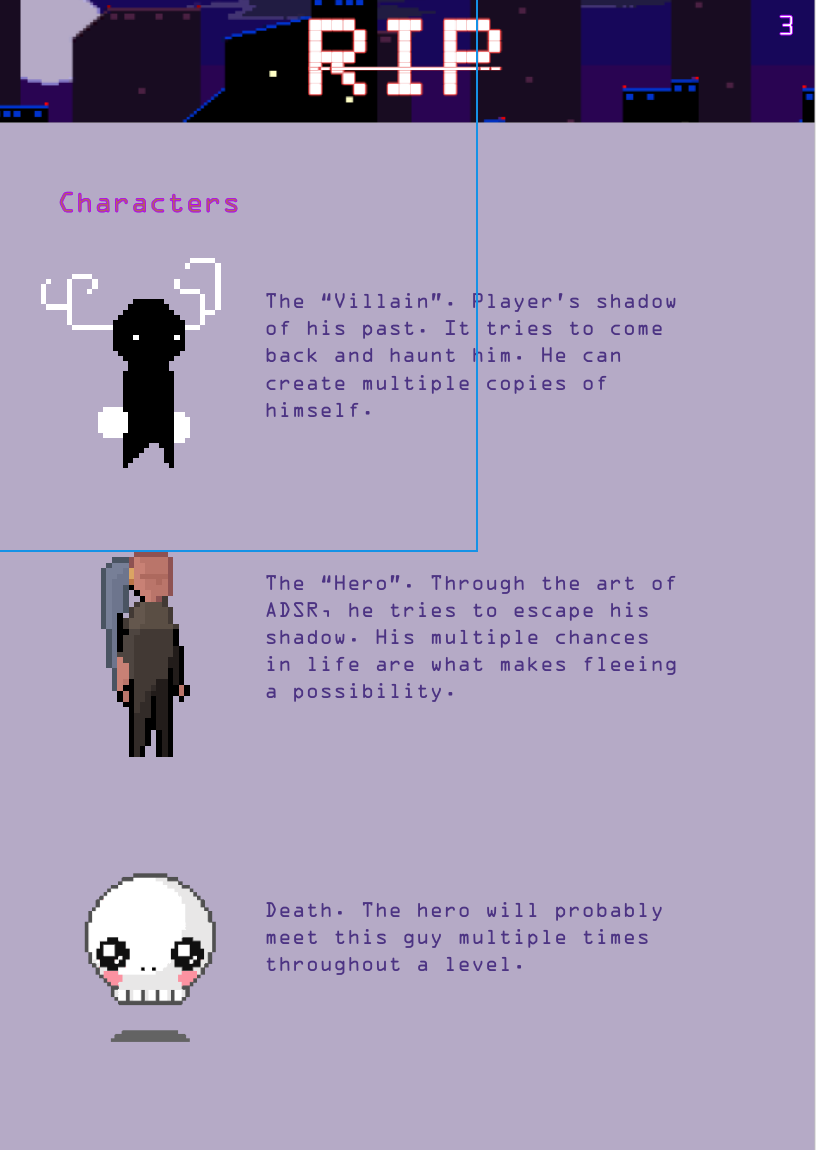 RIP
3
Characters
The “Villain”. Player's shadow
of his past. It tries to come
back and haunt him. He can
create multiple copies of
himself.
The “Hero”. Through the art of
ADSR, he tries to escape his
shadow. His multiple chances
in life are what makes fleeing
a possibility.
Death. The hero will probably
meet this guy multiple times
throughout a level.